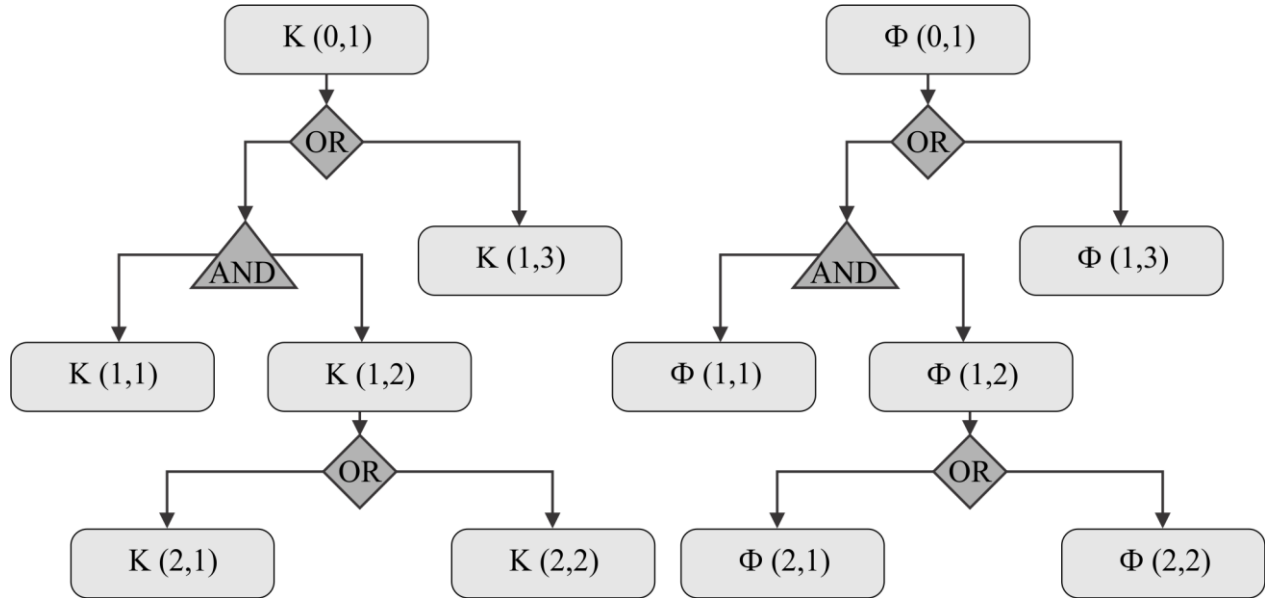 K (0,1)
Φ (0,1)
OR
OR
K (1,3)
Φ (1,3)
AND
AND
K (1,1)
K (1,2)
Φ (1,1)
Φ (1,2)
OR
OR
K (2,1)
K (2,2)
Φ (2,1)
Φ (2,2)